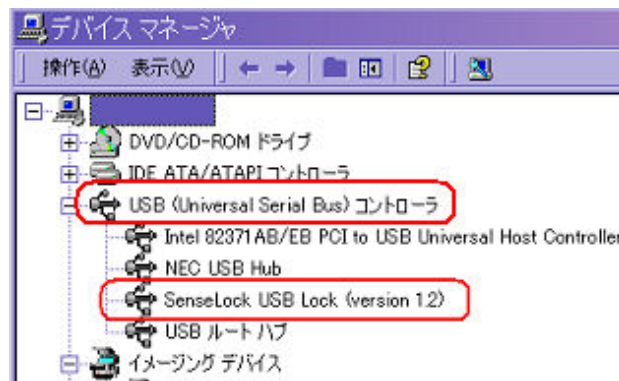 デバイス マネージャ
操作(A) 表示(V)
DVD/CD-ROM ドライブ
IDE ATA/ATAPI コントローラ
USB (Universal Serial Bus) コントローラ
Intel 82371AB/EB PCI to USB Universal Host Controller
NEC USB Hub
SenseLock USB Lock (version 1.2)
USB ルート ハブ
イメージング デバイス